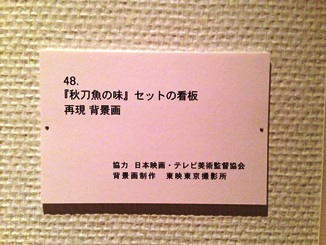 48.
『秋刀魚の味』セットの看板
再現 背景画
協力 日本映画・テレビ美術監督協会
背景画制作 東映東京撮影所